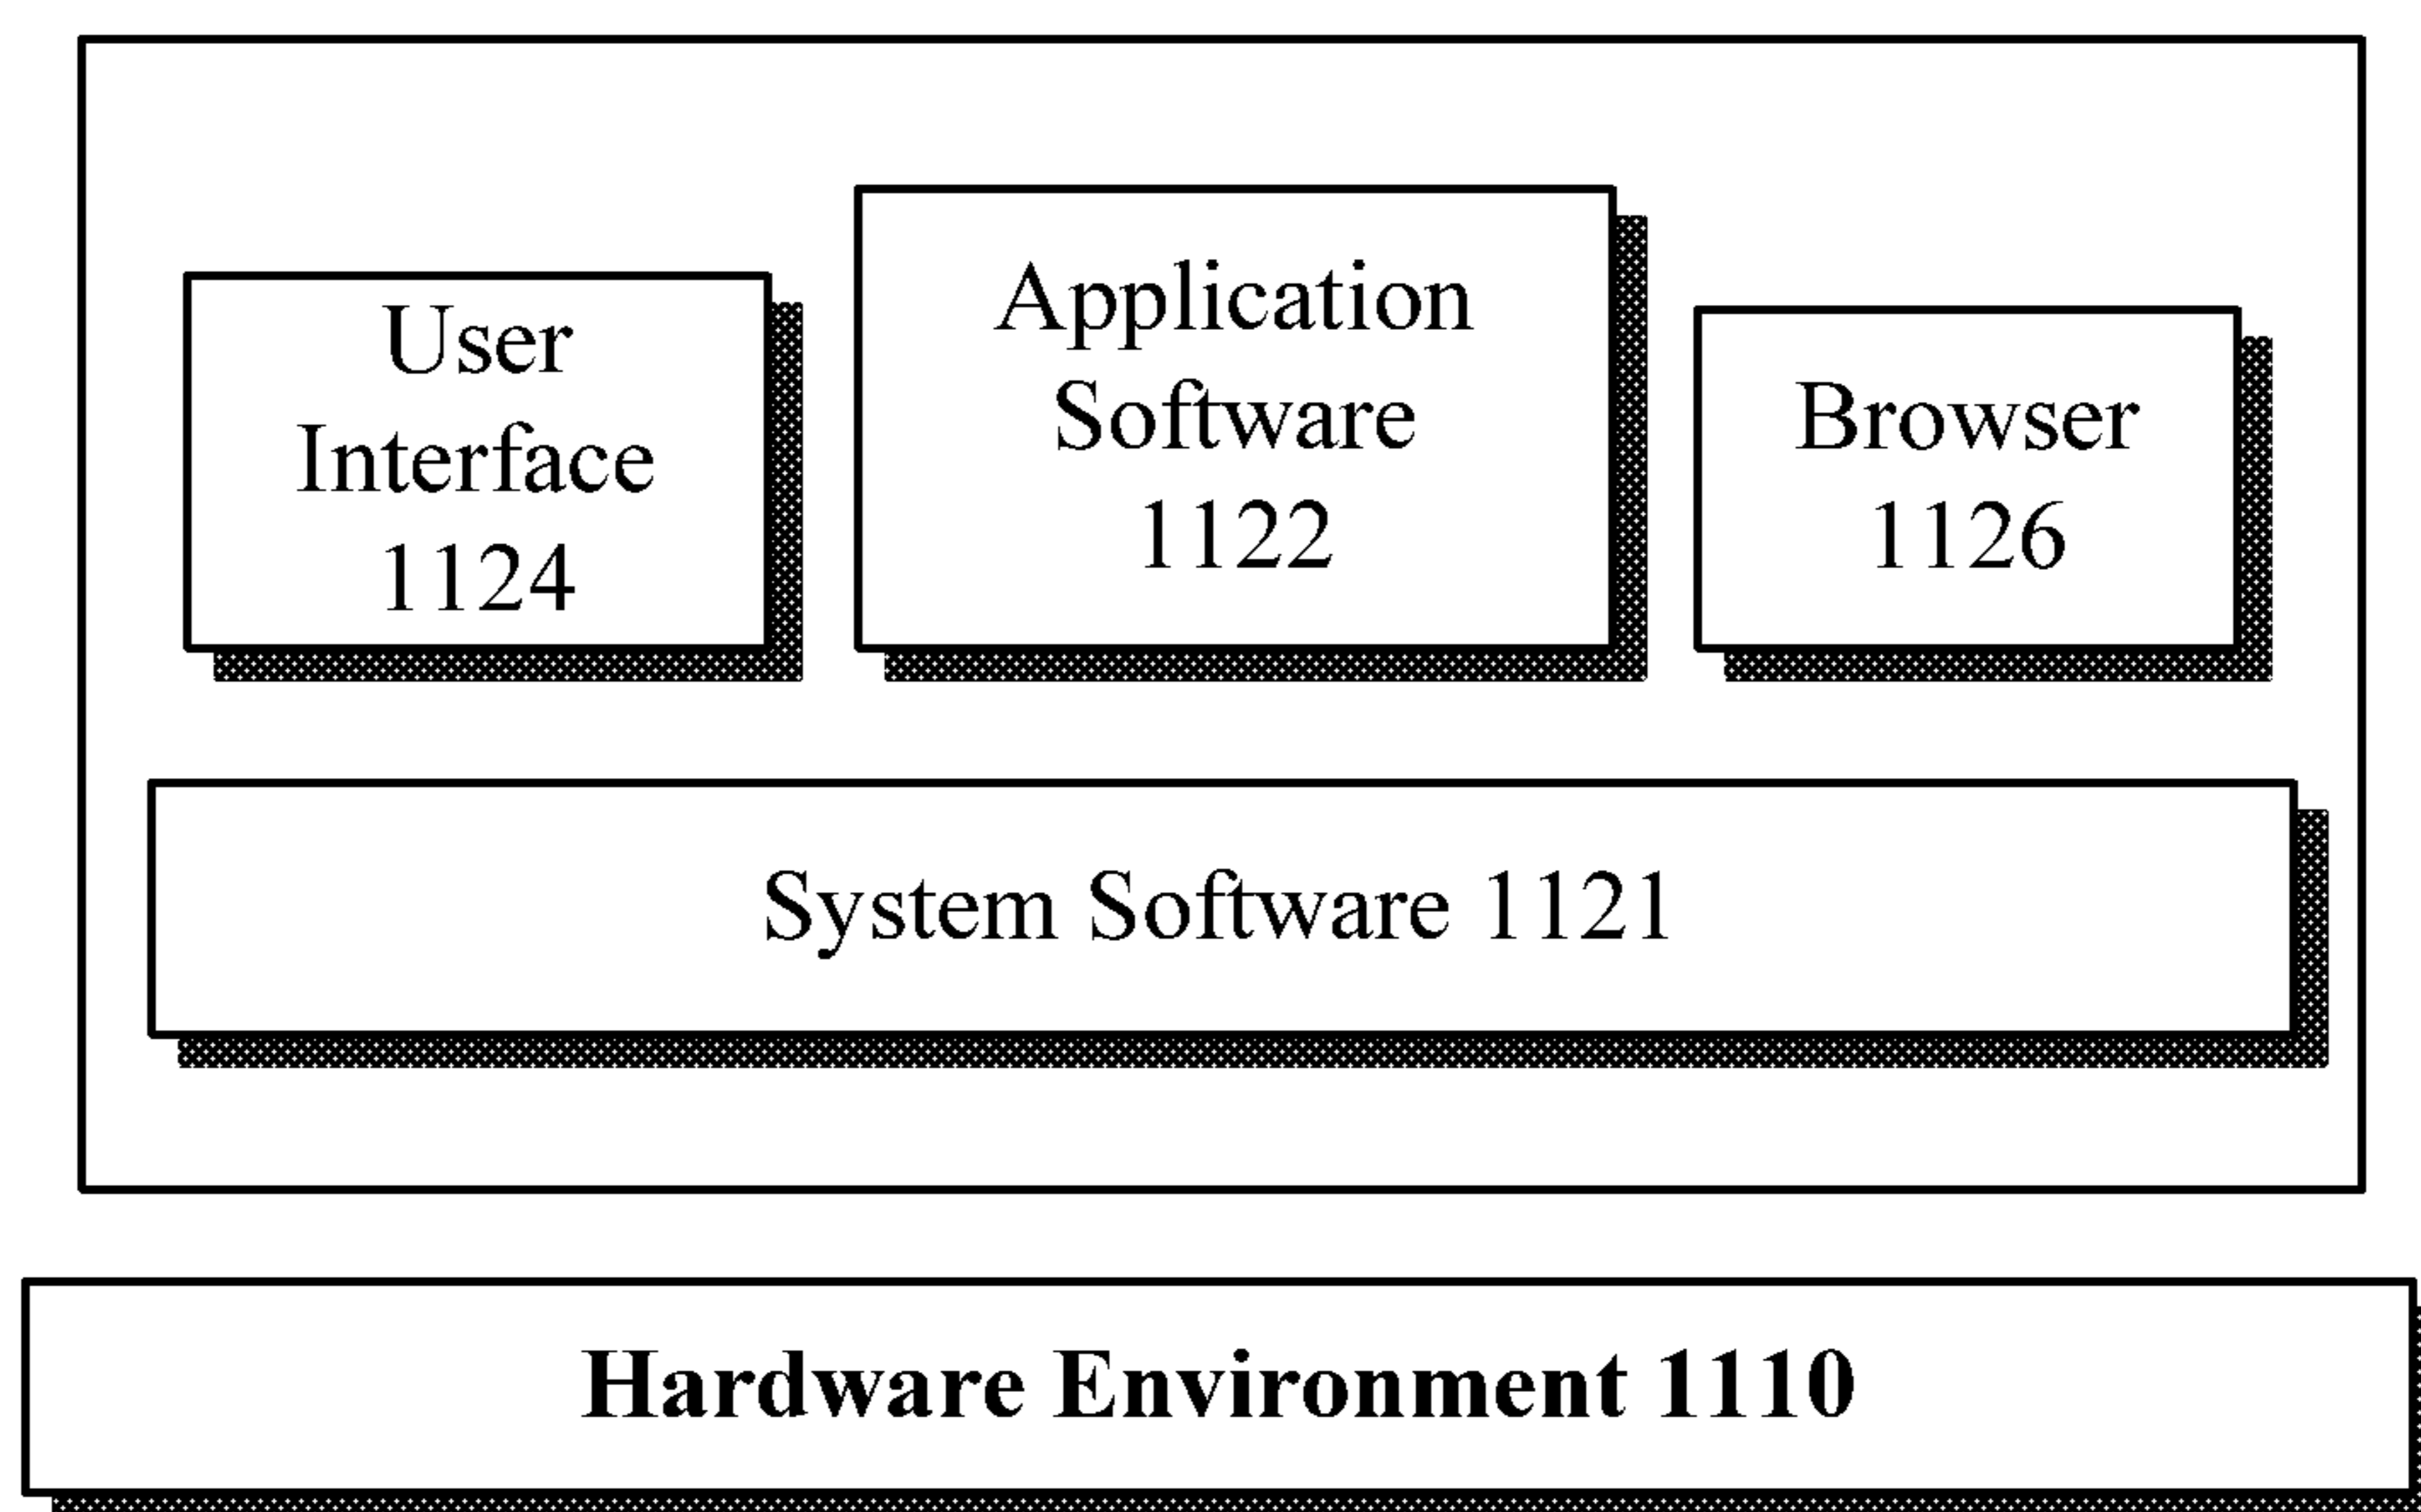 User
Interface
1124
Application
Software
1122
Browser
1126
System Software 1121
Hardware Environment 1110